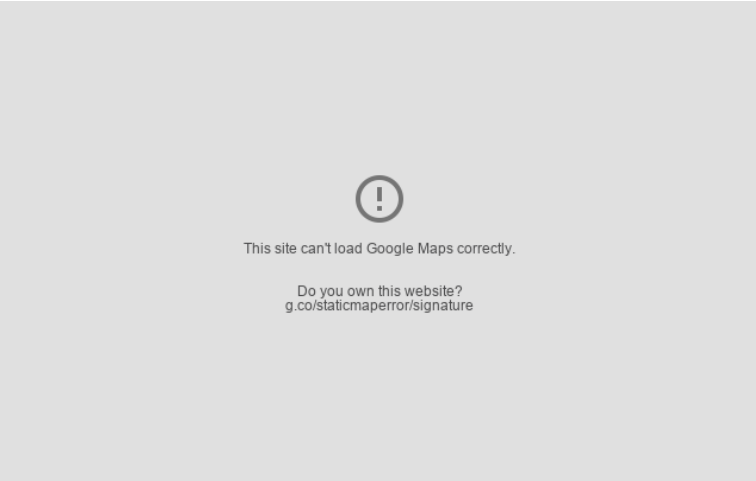 This site can't load Google Maps correctly.
Do you own this website?
g.co/staticmaperror/signature